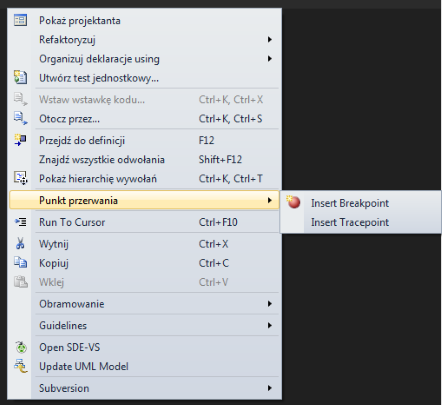 Pokaż projektanta
Refaktoryzuj
Organizuj deklaracje using
Utwórz test jednostkowy...
Wstaw wstawkę kodu... Ctrl+K, Ctrl+X
Otocz przez... Ctrl+K, Ctrl+S
Przejdź do definicji F12
Znajdź wszystkie odwołania Shift+F12
Pokaż hierarchię wywołań Ctrl+K, Ctrl+T
Punkt przerwania Insert Breakpoint
Run To Cursor Ctrl+F10 Insert Tracepoint
Wytnij Ctrl+X
Kopiuj Ctrl+C
Wklej Ctrl+V
Obramowanie
Guidelines
Open SDE-VS
Update UML Model
Subversion